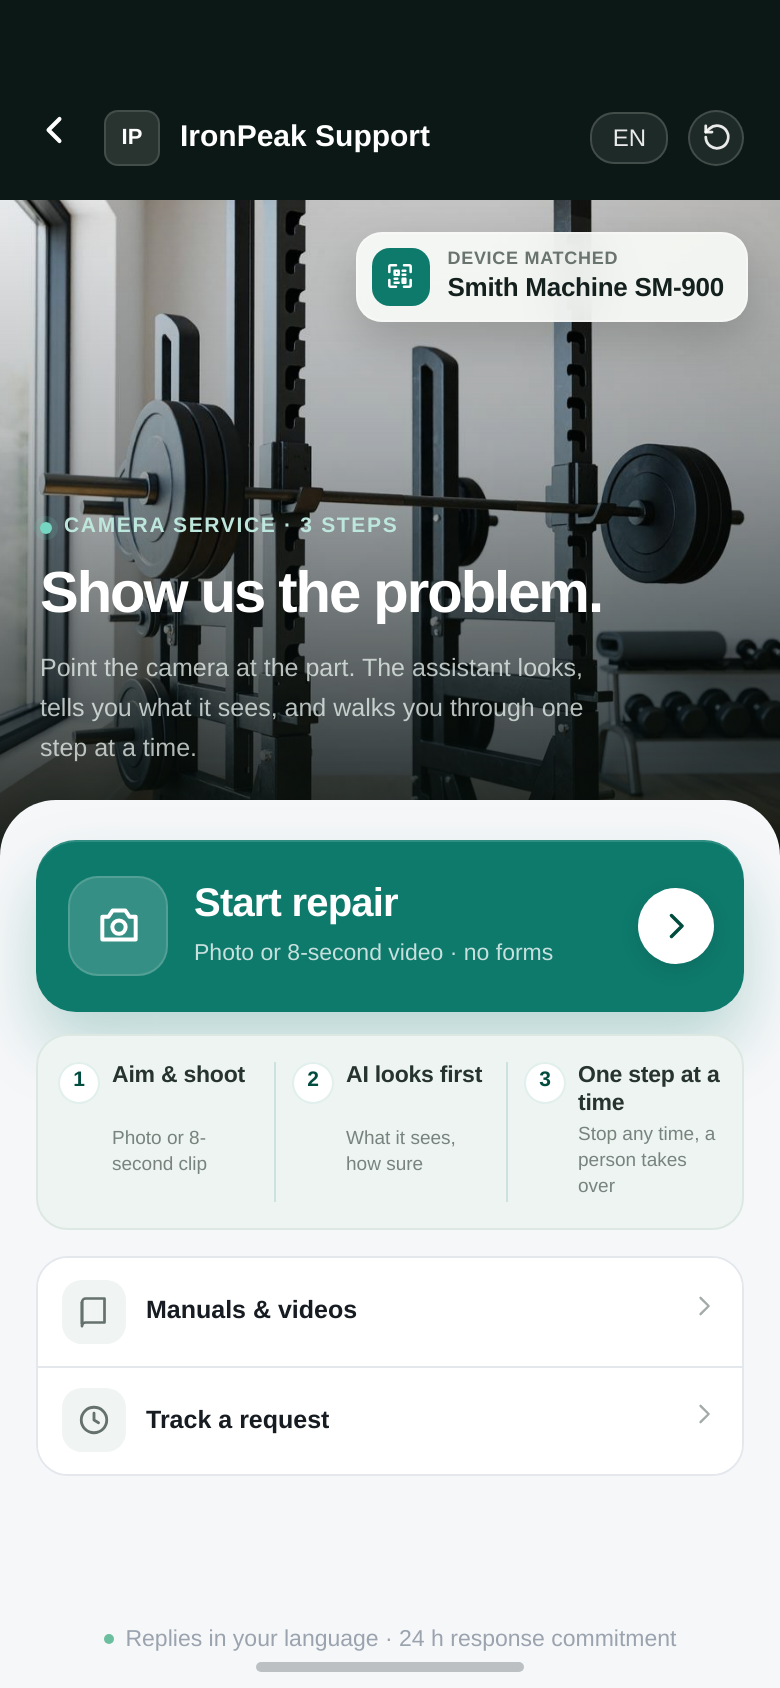 IP
IronPeak Support
EN
DEVICE MATCHED
Smith Machine SM-900
CAMERA SERVICE · 3 STEPS
Show us the problem.
Point the camera at the part. The assistant looks,
tells you what it sees, and walks you through one
step at a time.
Start repair
Photo or 8-second video · no forms
1
Aim & shoot
Photo or 8-
second clip
2
AI looks first
What it sees,
how sure
3
One step at a
time
Stop any time, a
person takes
over
Manuals & videos
Track a request
Replies in your language · 24 h response commitment